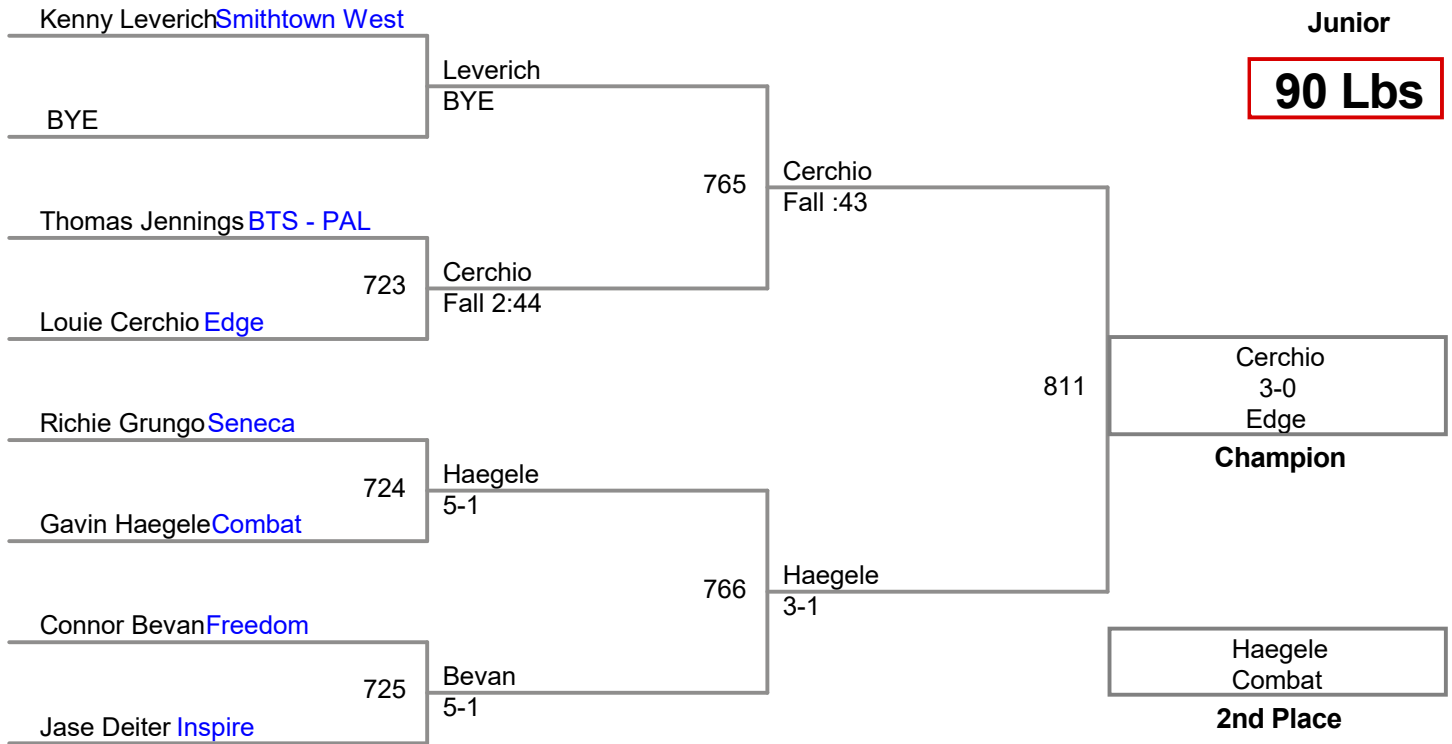 Kenny Leverich Smithtown West
Junior
90 Lbs
Leverich
BYE
BYE
765
Cerchio
Fall :43
Thomas Jennings BTS - PAL
723
Cerchio
Fall 2:44
Louie Cerchio Edge
811
Cerchio
3-0
Edge
Champion
Richie Grungo Seneca
724
Haegele
5-1
Gavin Haegele Combat
766
Haegele
3-1
Connor Bevan Freedom
725
Bevan
5-1
Jase Deiter Inspire
Haegele
Combat
2nd Place